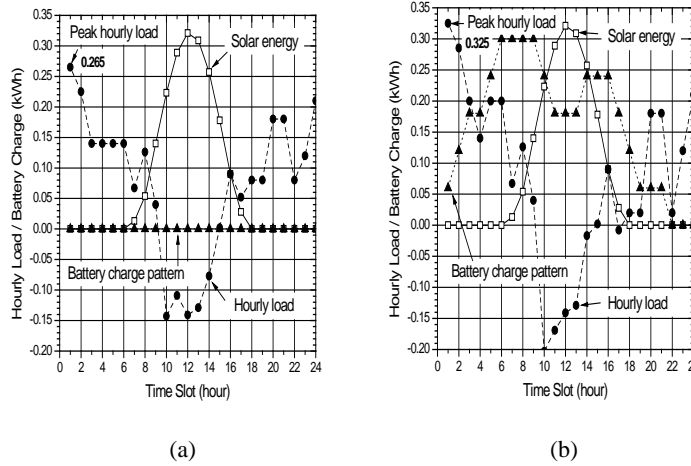 0.35
0.30
0.25
0.20
0.15
0.10
0.05
0.00
-0.05
-0.10
-0.15
-0.20
Hourly Load / Battery Charge (kWh)
Peak hourly load
0.265
Solar energy
Battery charge pattern
Hourly load
0 2 4 6 8 10 12 14 16 18 20 22 24
Time Slot (hour)
(a)
0.35
0.30
0.25
0.20
0.15
0.10
0.05
0.00
-0.05
-0.10
-0.15
-0.20
Hourly Load / Battery Charge (kWh)
Peak hourly load
0.325
Solar energy
Battery charge pattern
Hourly load
0 2 4 6 8 10 12 14 16 18 20 22 24
Time Slot (hour)
(b)